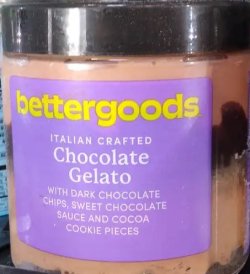 bettergoods
ITALIAN CRAFTED
Chocolate
Gelato
WITH DARK CHOCOLATE
CHIPS, SWEET CHOCOLATE
SAUCE AND COCOA
COOKIE PIECES